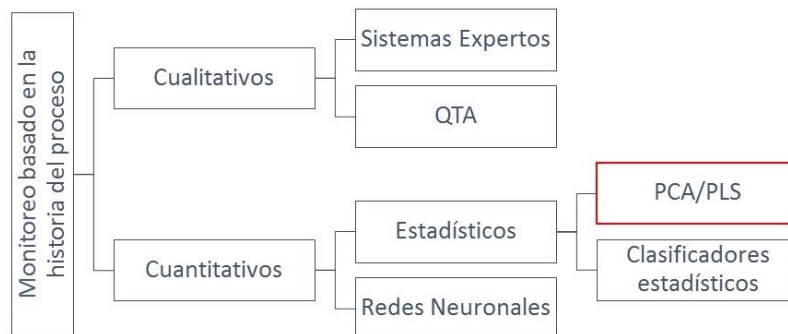 Monitoreo basado en la
historia del proceso
Cualitativos
Sistemas Expertos
QTA
Cuantitativos
Estadísticos
PCA/PLS
Clasificadores
estadísticos
Redes Neuronales